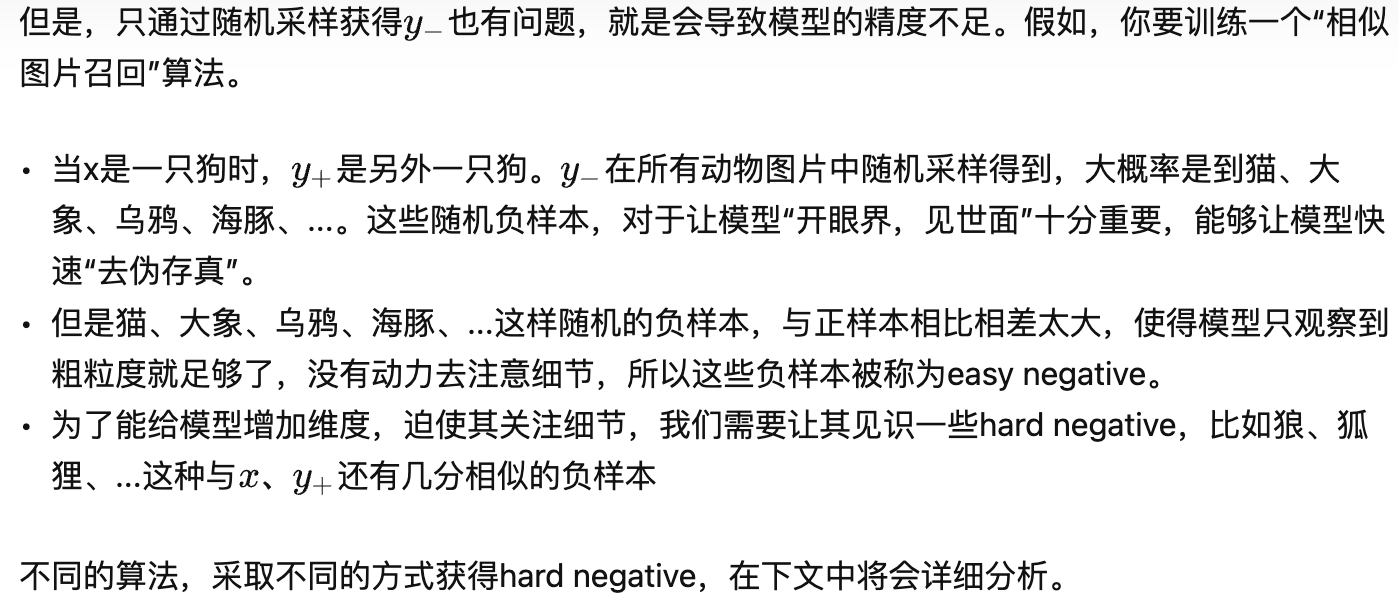 但是，只通过随机采样获得y₋也有问题，就是会导致模型的精度不足。假如，你要训练一个“相似
图片召回”算法。
• 当x是一只狗时，y₊是另外一只狗。y₋在所有动物图片中随机采样得到，大概率是到猫、大
象、乌鸦、海豚、...。这些随机负样本，对于让模型“开眼界，见世面”十分重要，能够让模型快
速“去伪存真”。
• 但是猫、大象、乌鸦、海豚、...这样随机的负样本，与正样本相比相差太大，使得模型只观察到
粗粒度就足够了，没有动力去注意细节，所以这些负样本被称为easy negative。
• 为了能给模型增加维度，迫使其关注细节，我们需要让其见识一些hard negative，比如狼、狐
狸、...这种与x、y₊还有几分相似的负样本
不同的算法，采取不同的方式获得hard negative，在下文中将会详细分析。